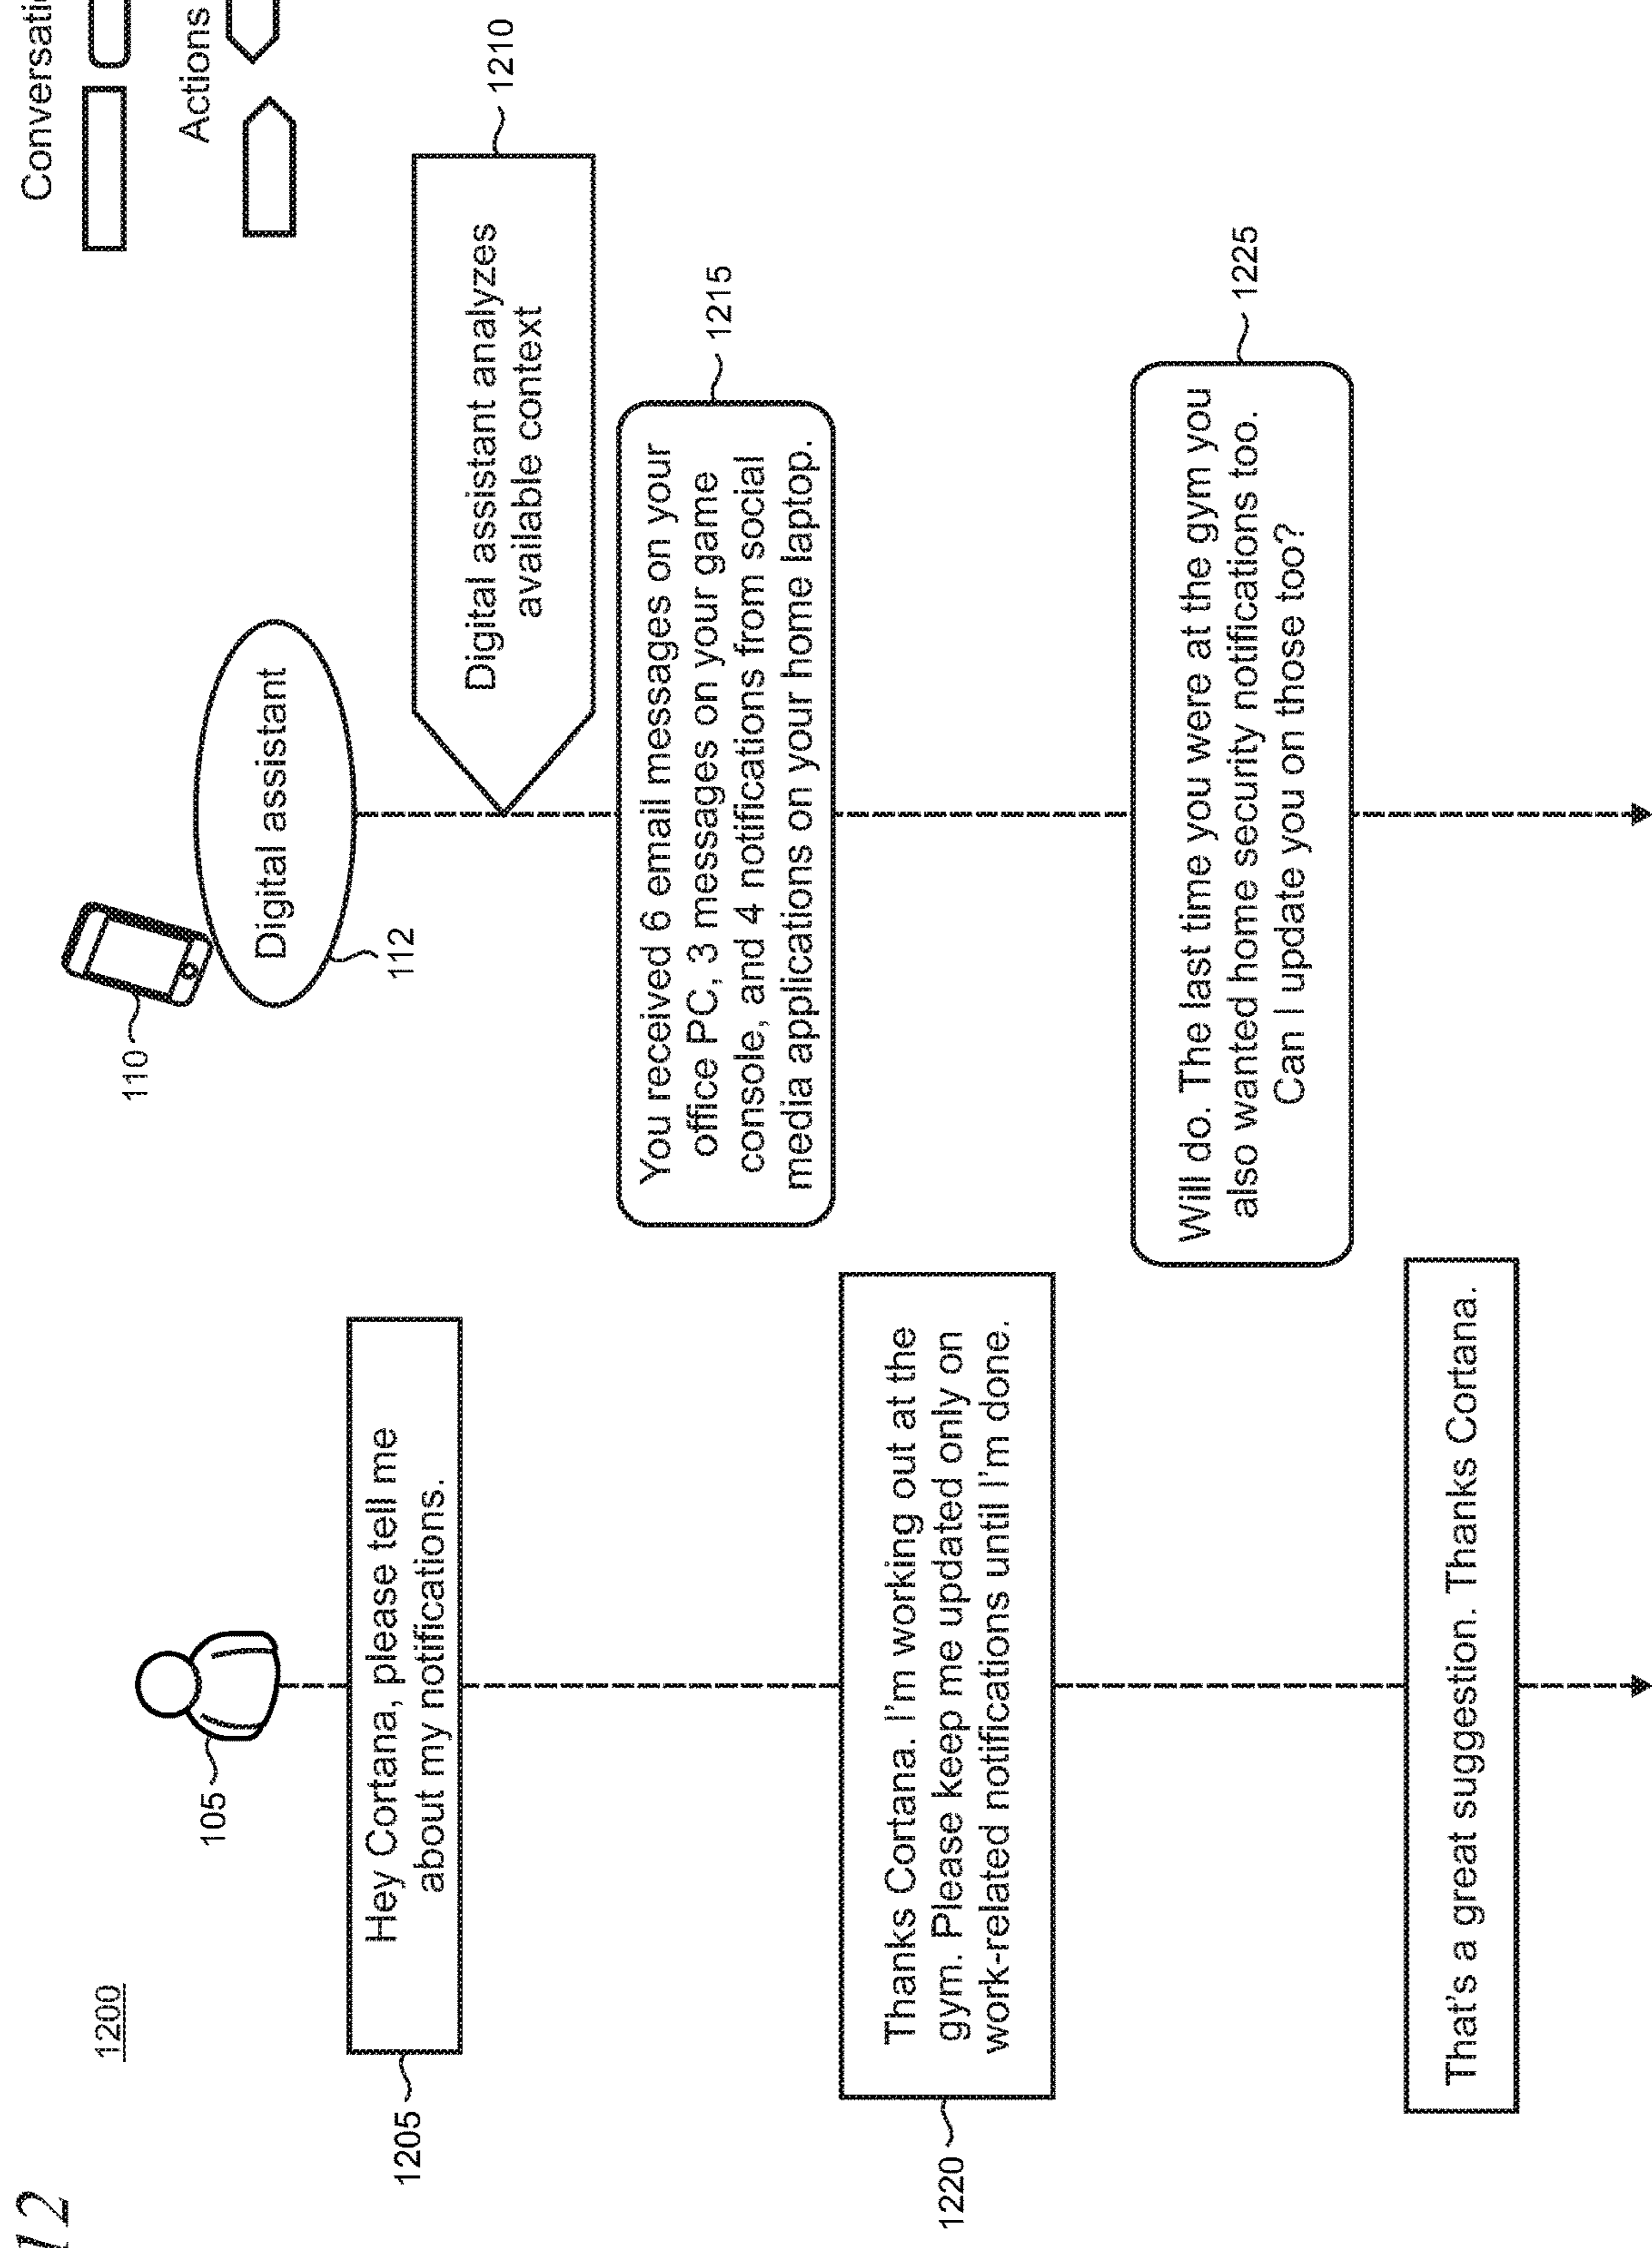 12
1200
Conversati
Actions
105
110
Digital assistant
112
1205
Hey Cortana, please tell me
about my notifications.
Digital assistant analyzes
available context
1210
You received 6 email messages on your
office PC, 3 messages on your game
console, and 4 notifications from social
media applications on your home laptop.
1215
1220
Thanks Cortana. I'm working out at the
gym. Please keep me updated only on
work-related notifications until I'm done.
Will do. The last time you were at the gym you
also wanted home security notifications too.
Can I update you on those too?
1225
That's a great suggestion. Thanks Cortana.